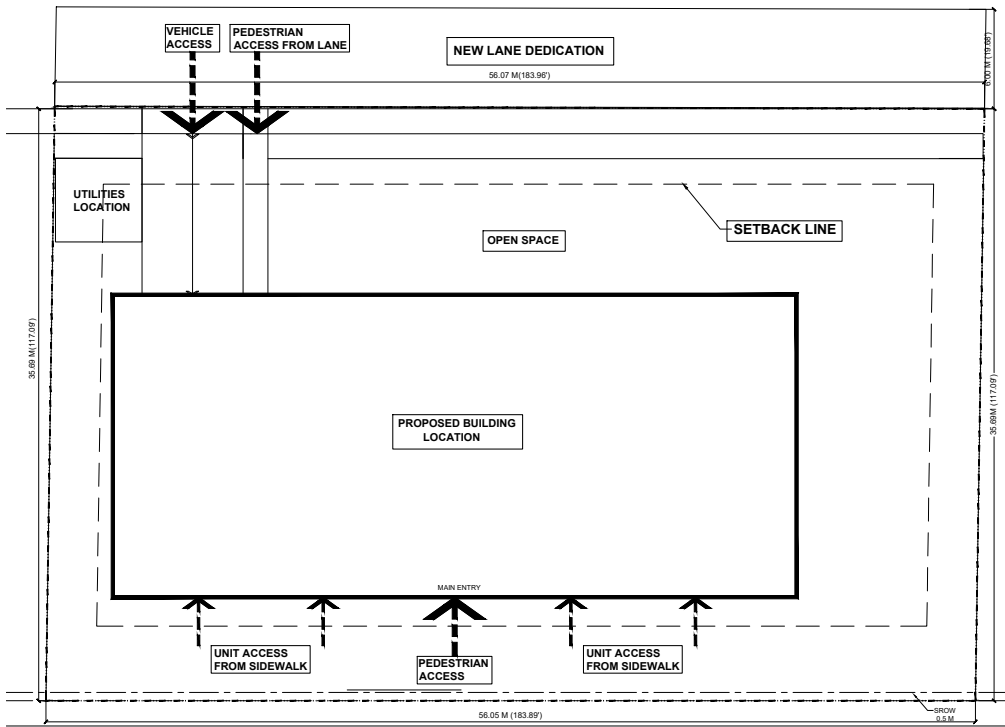 VEHICLE
ACCESS
PEDESTRIAN
ACCESS FROM LANE
NEW LANE DEDICATION
56.07 M(183.96')
6.00 M (19.68')
UTILITIES
LOCATION
SETBACK LINE
OPEN SPACE
35.69 M(117.09')
35.69M (117.09')
PROPOSED BUILDING
LOCATION
MAIN ENTRY
UNIT ACCESS
FROM SIDEWALK
PEDESTRIAN
ACCESS
UNIT ACCESS
FROM SIDEWALK
56.05 M (183.89')
SROW
0.5 M